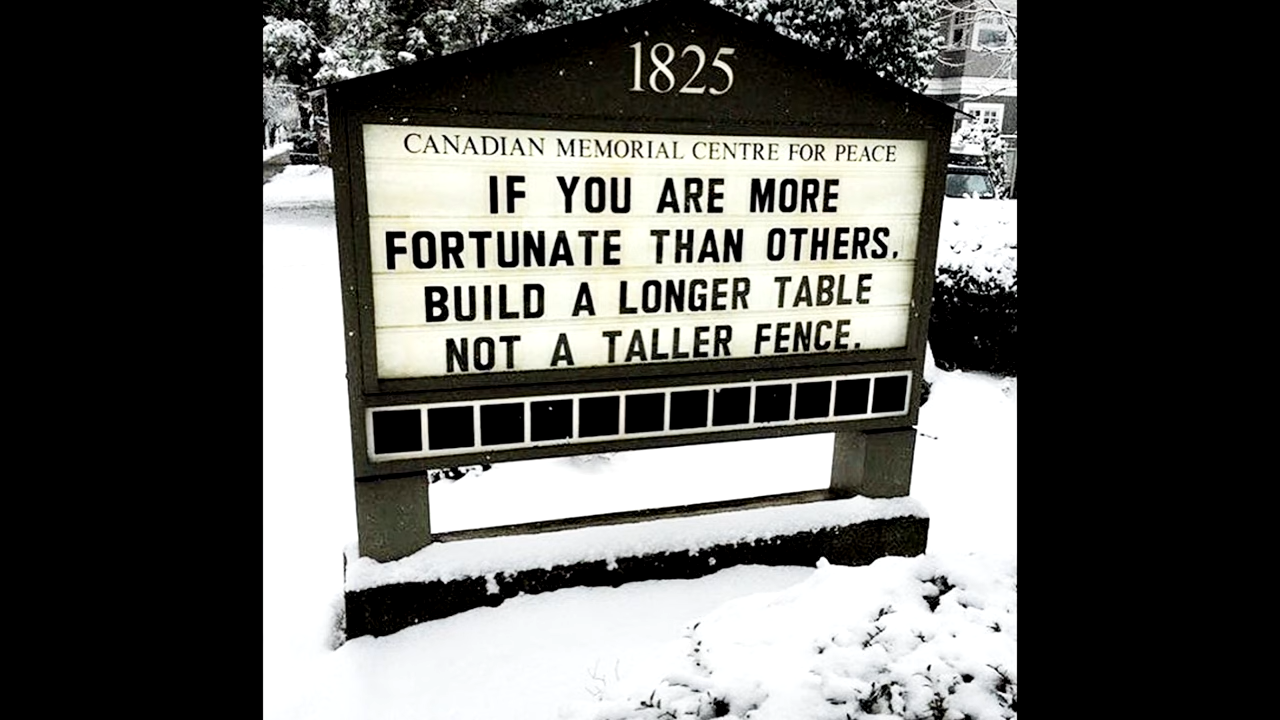 1825
CANADIAN MEMORIAL CENTRE FOR PEACE
IF YOU ARE MORE
FORTUNATE THAN OTHERS,
BUILD A LONGER TABLE
NOT A TALLER FENCE.